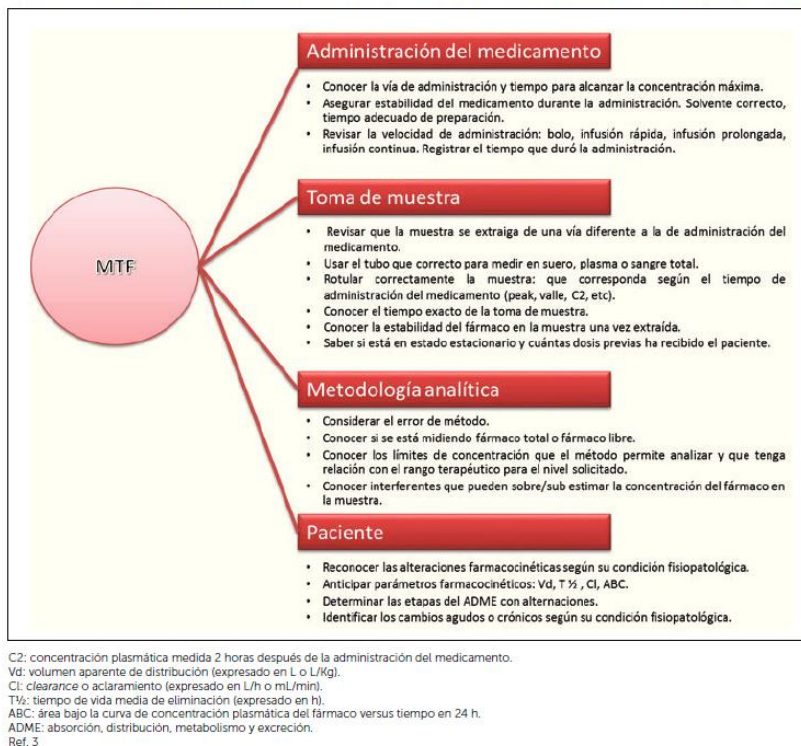 MTF
Administración del medicamento
• Conocer la vía de administración y tiempo para alcanzar la concentración máxima.
• Asegurar estabilidad del medicamento durante la administración. Solvente correcto,
tiempo adecuado de preparación.
• Revisar la velocidad de administración: bolo, infusión rápida, infusión prolongada,
infusión continua. Registrar el tiempo que duró la administración.
Toma de muestra
• Revisar que la muestra se extraiga de una vía diferente a la de administración del
medicamento.
• Usar el tubo que correcto para medir en suero, plasma o sangre total.
• Rotular correctamente la muestra: que corresponda según el tiempo de
administración del medicamento (peak, valle, C2, etc).
• Conocer el tiempo exacto de la toma de muestra.
• Conocer la estabilidad del fármaco en la muestra una vez extraída.
• Saber si está en estado estacionario y cuántas dosis previas ha recibido el paciente.
Metodología analítica
• Considerar el error de método.
• Conocer si se está midiendo fármaco total o fármaco libre.
• Conocer los límites de concentración que el método permite analizar y que tenga
relación con el rango terapéutico para el nivel solicitado.
• Conocer interferentes que pueden sobre/sub estimar la concentración del fármaco en
la muestra.
Paciente
• Reconocer las alteraciones farmacocinéticas según su condición fisiopatológica.
• Anticipar parámetros farmacocinéticos: Vd, T ½ , Cl, ABC.
• Determinar las etapas del ADME con alternaciones.
• Identificar los cambios agudos o crónicos según su condición fisiopatológica.
C2: concentración plasmática medida 2 horas después de la administración del medicamento.
Vd: volumen aparente de distribución (expresado en L o L/Kg).
Cl: clearance o aclaramiento (expresado en L/h o mL/min).
T½: tiempo de vida media de eliminación (expresado en h).
ABC: área bajo la curva de concentración plasmática del fármaco versus tiempo en 24 h.
ADME: absorción, distribución, metabolismo y excreción.
Ref. 3